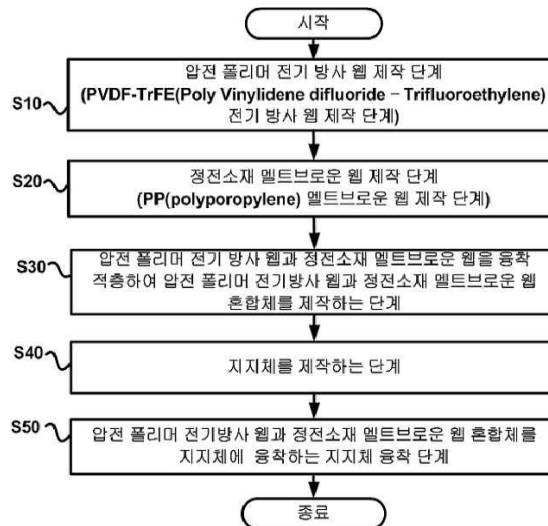 시작
S10
압전 폴리머 전기 방사 웹 제작 단계
(PVDF-TrFE(Poly Vinylidene difluoride – Trifluoroethylene)
전기 방사 웹 제작 단계)
S20
정전소재 멜트브로운 웹 제작 단계
(PP(polyporopylene) 멜트브로운 웹 제작 단계)
S30
압전 폴리머 전기 방사 웹과 정전소재 멜트브로운 웹을 융착
적층하여 압전 폴리머 전기방사 웹과 정전소재 멜트브로운 웹
혼합체를 제작하는 단계
S40
지지체를 제작하는 단계
S50
압전 폴리머 전기방사 웹과 정전소재 멜트브로운 웹 혼합체를
지지체에 융착하는 지지체 융착 단계
종료